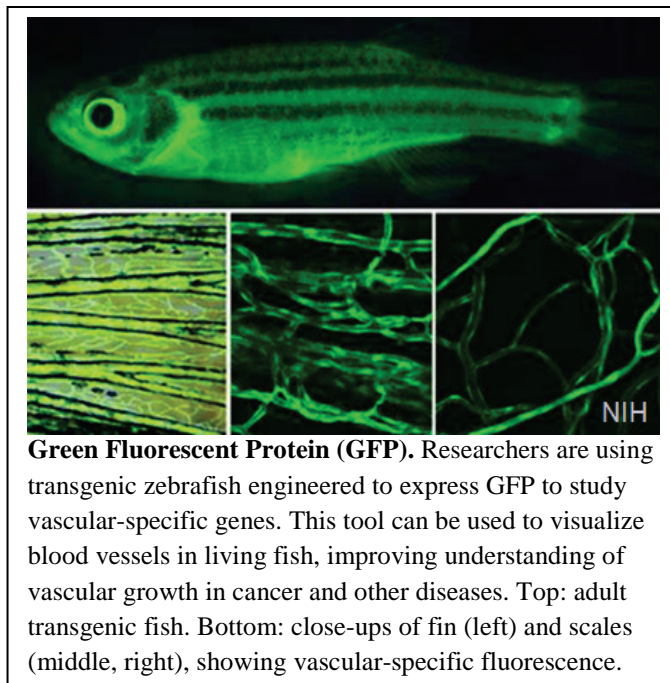 NIH
Green Fluorescent Protein (GFP). Researchers are using
transgenic zebrafish engineered to express GFP to study
vascular-specific genes. This tool can be used to visualize
blood vessels in living fish, improving understanding of
vascular growth in cancer and other diseases. Top: adult
transgenic fish. Bottom: close-ups of fin (left) and scales
(middle, right), showing vascular-specific fluorescence.